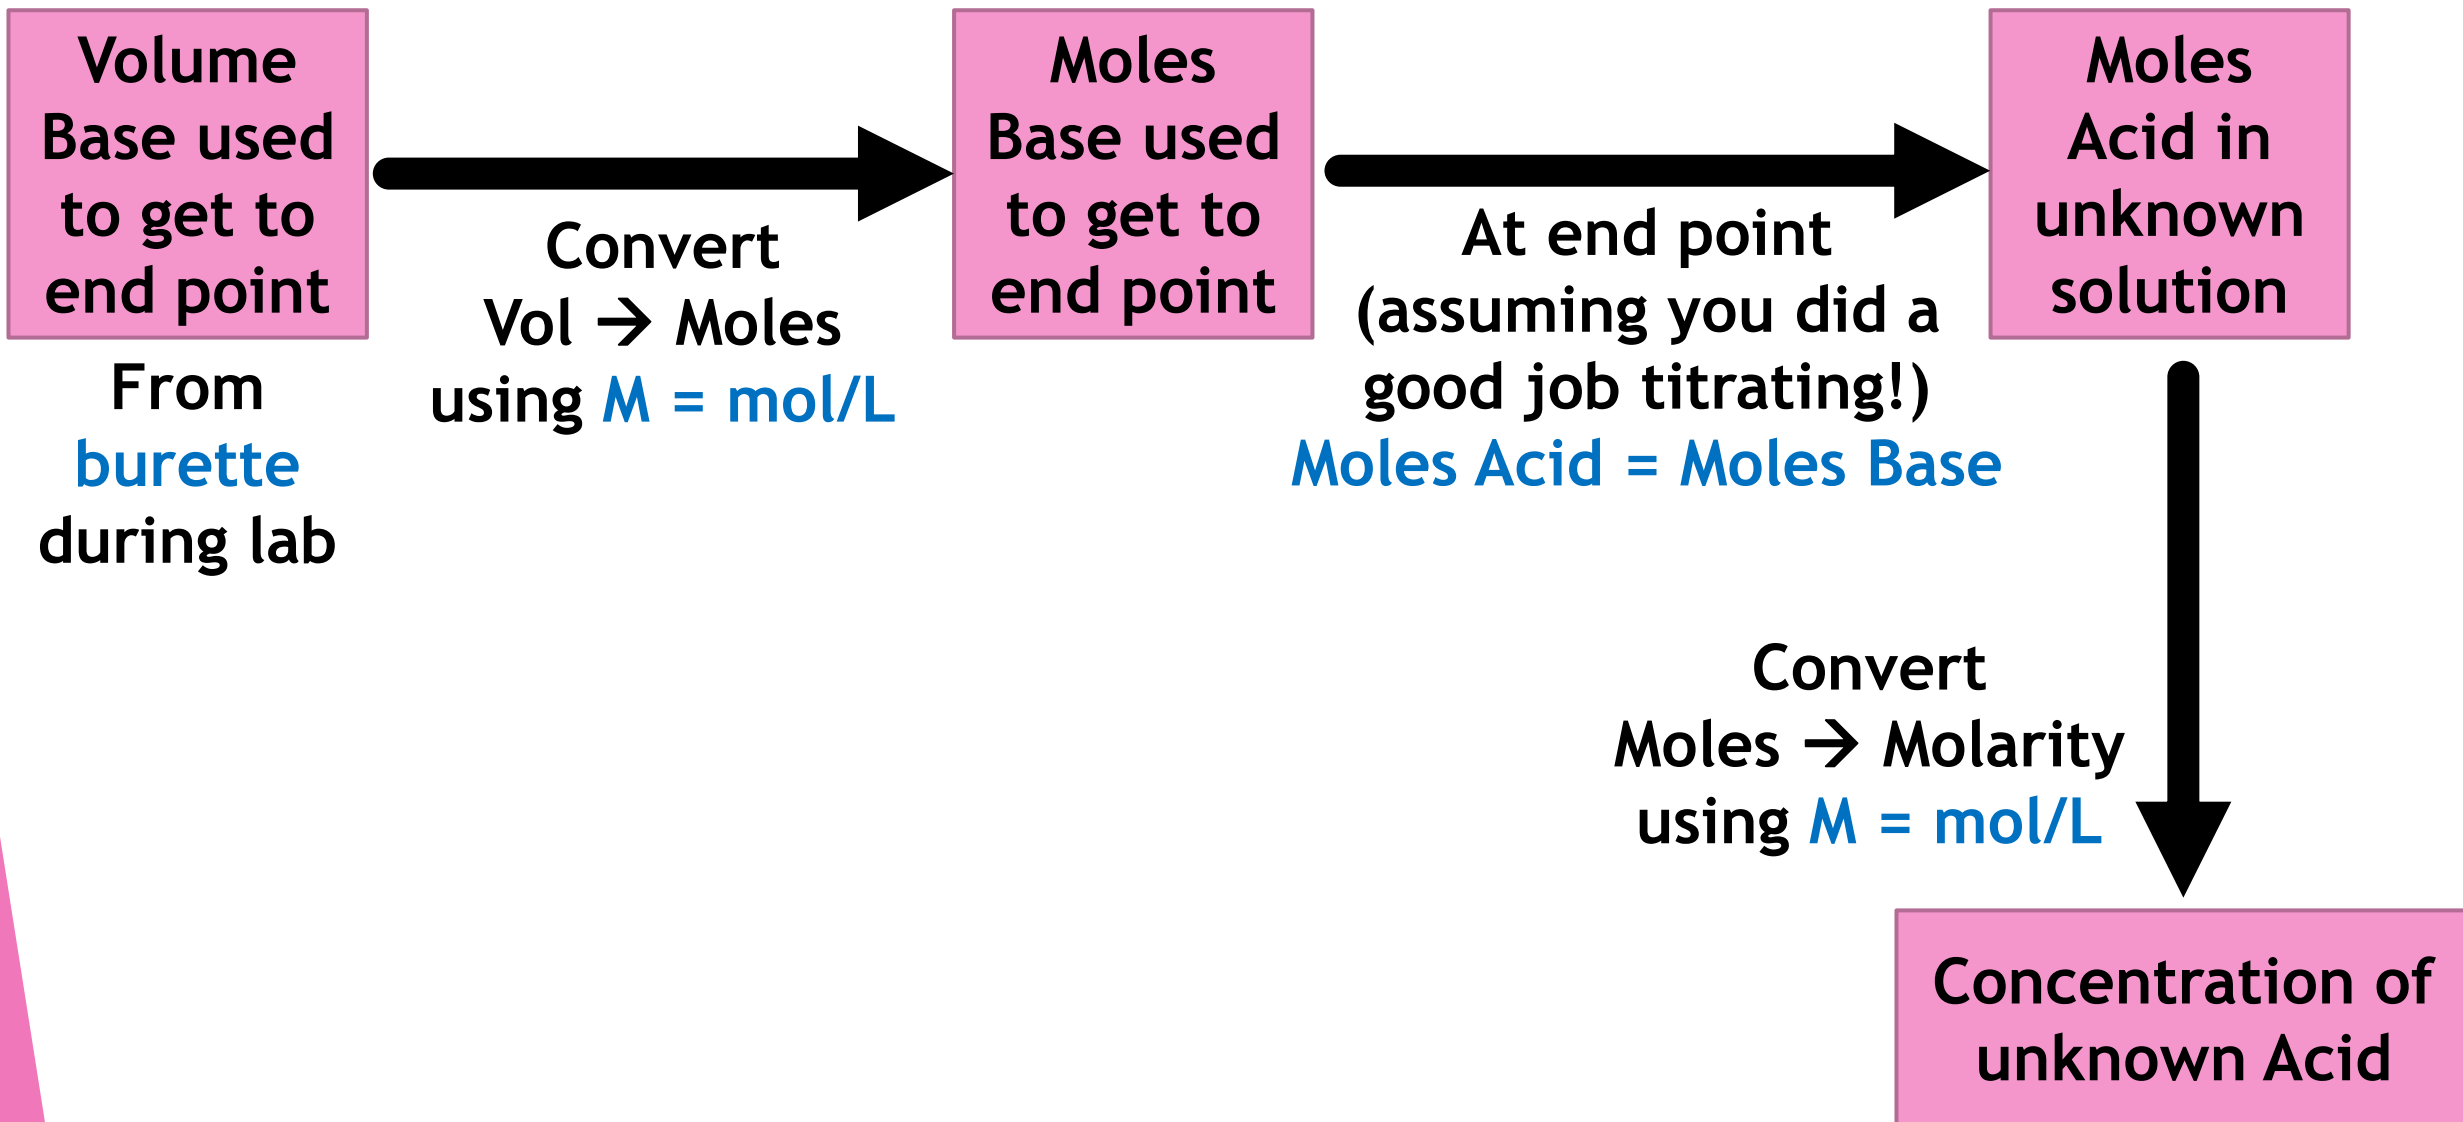 Volume
Base used
to get to
end point
From
burette
during lab
Convert
Vol → Moles
using M = mol/L
Moles
Base used
to get to
end point
At end point
(assuming you did a
good job titrating!)
Moles Acid = Moles Base
Moles
Acid in
unknown
solution
Convert
Moles → Molarity
using M = mol/L
Concentration of
unknown Acid